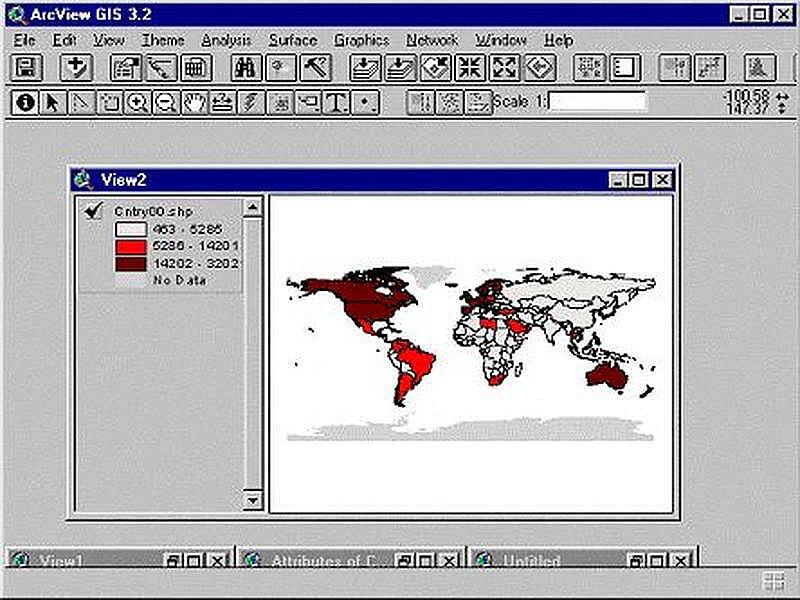 ArcView GIS 3.2
File Edit View Theme Analysis Surface Graphics Network Window Help
Scale 1:
-100.58
147.37
View2
Cntry00.shp
463 - 5285
5286 - 14201
14202 - 3202
No Data
View1 Attributes of C Untitled